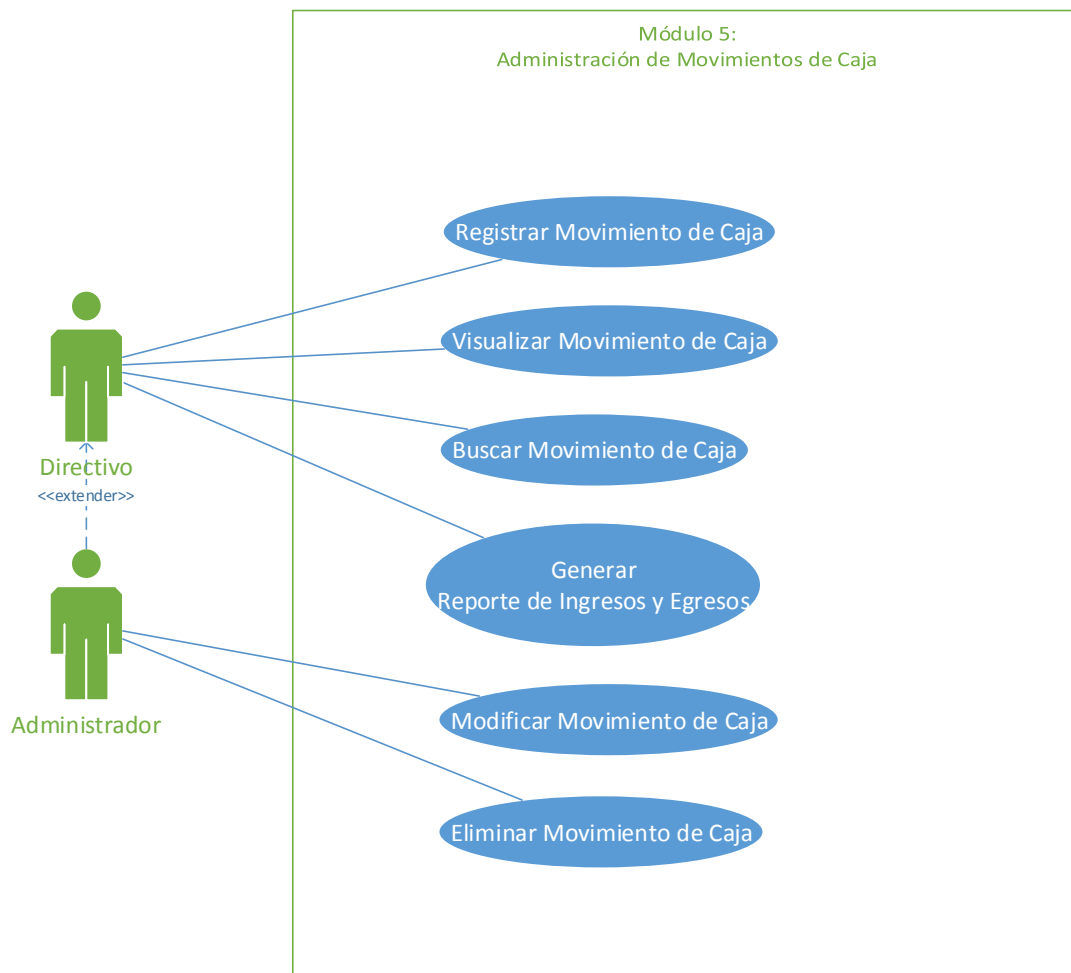 Módulo 5:
Administración de Movimientos de Caja
Registrar Movimiento de Caja
Visualizar Movimiento de Caja
Buscar Movimiento de Caja
Directivo
<<extender>>
Generar
Reporte de Ingresos y Egresos
Modificar Movimiento de Caja
Administrador
Eliminar Movimiento de Caja